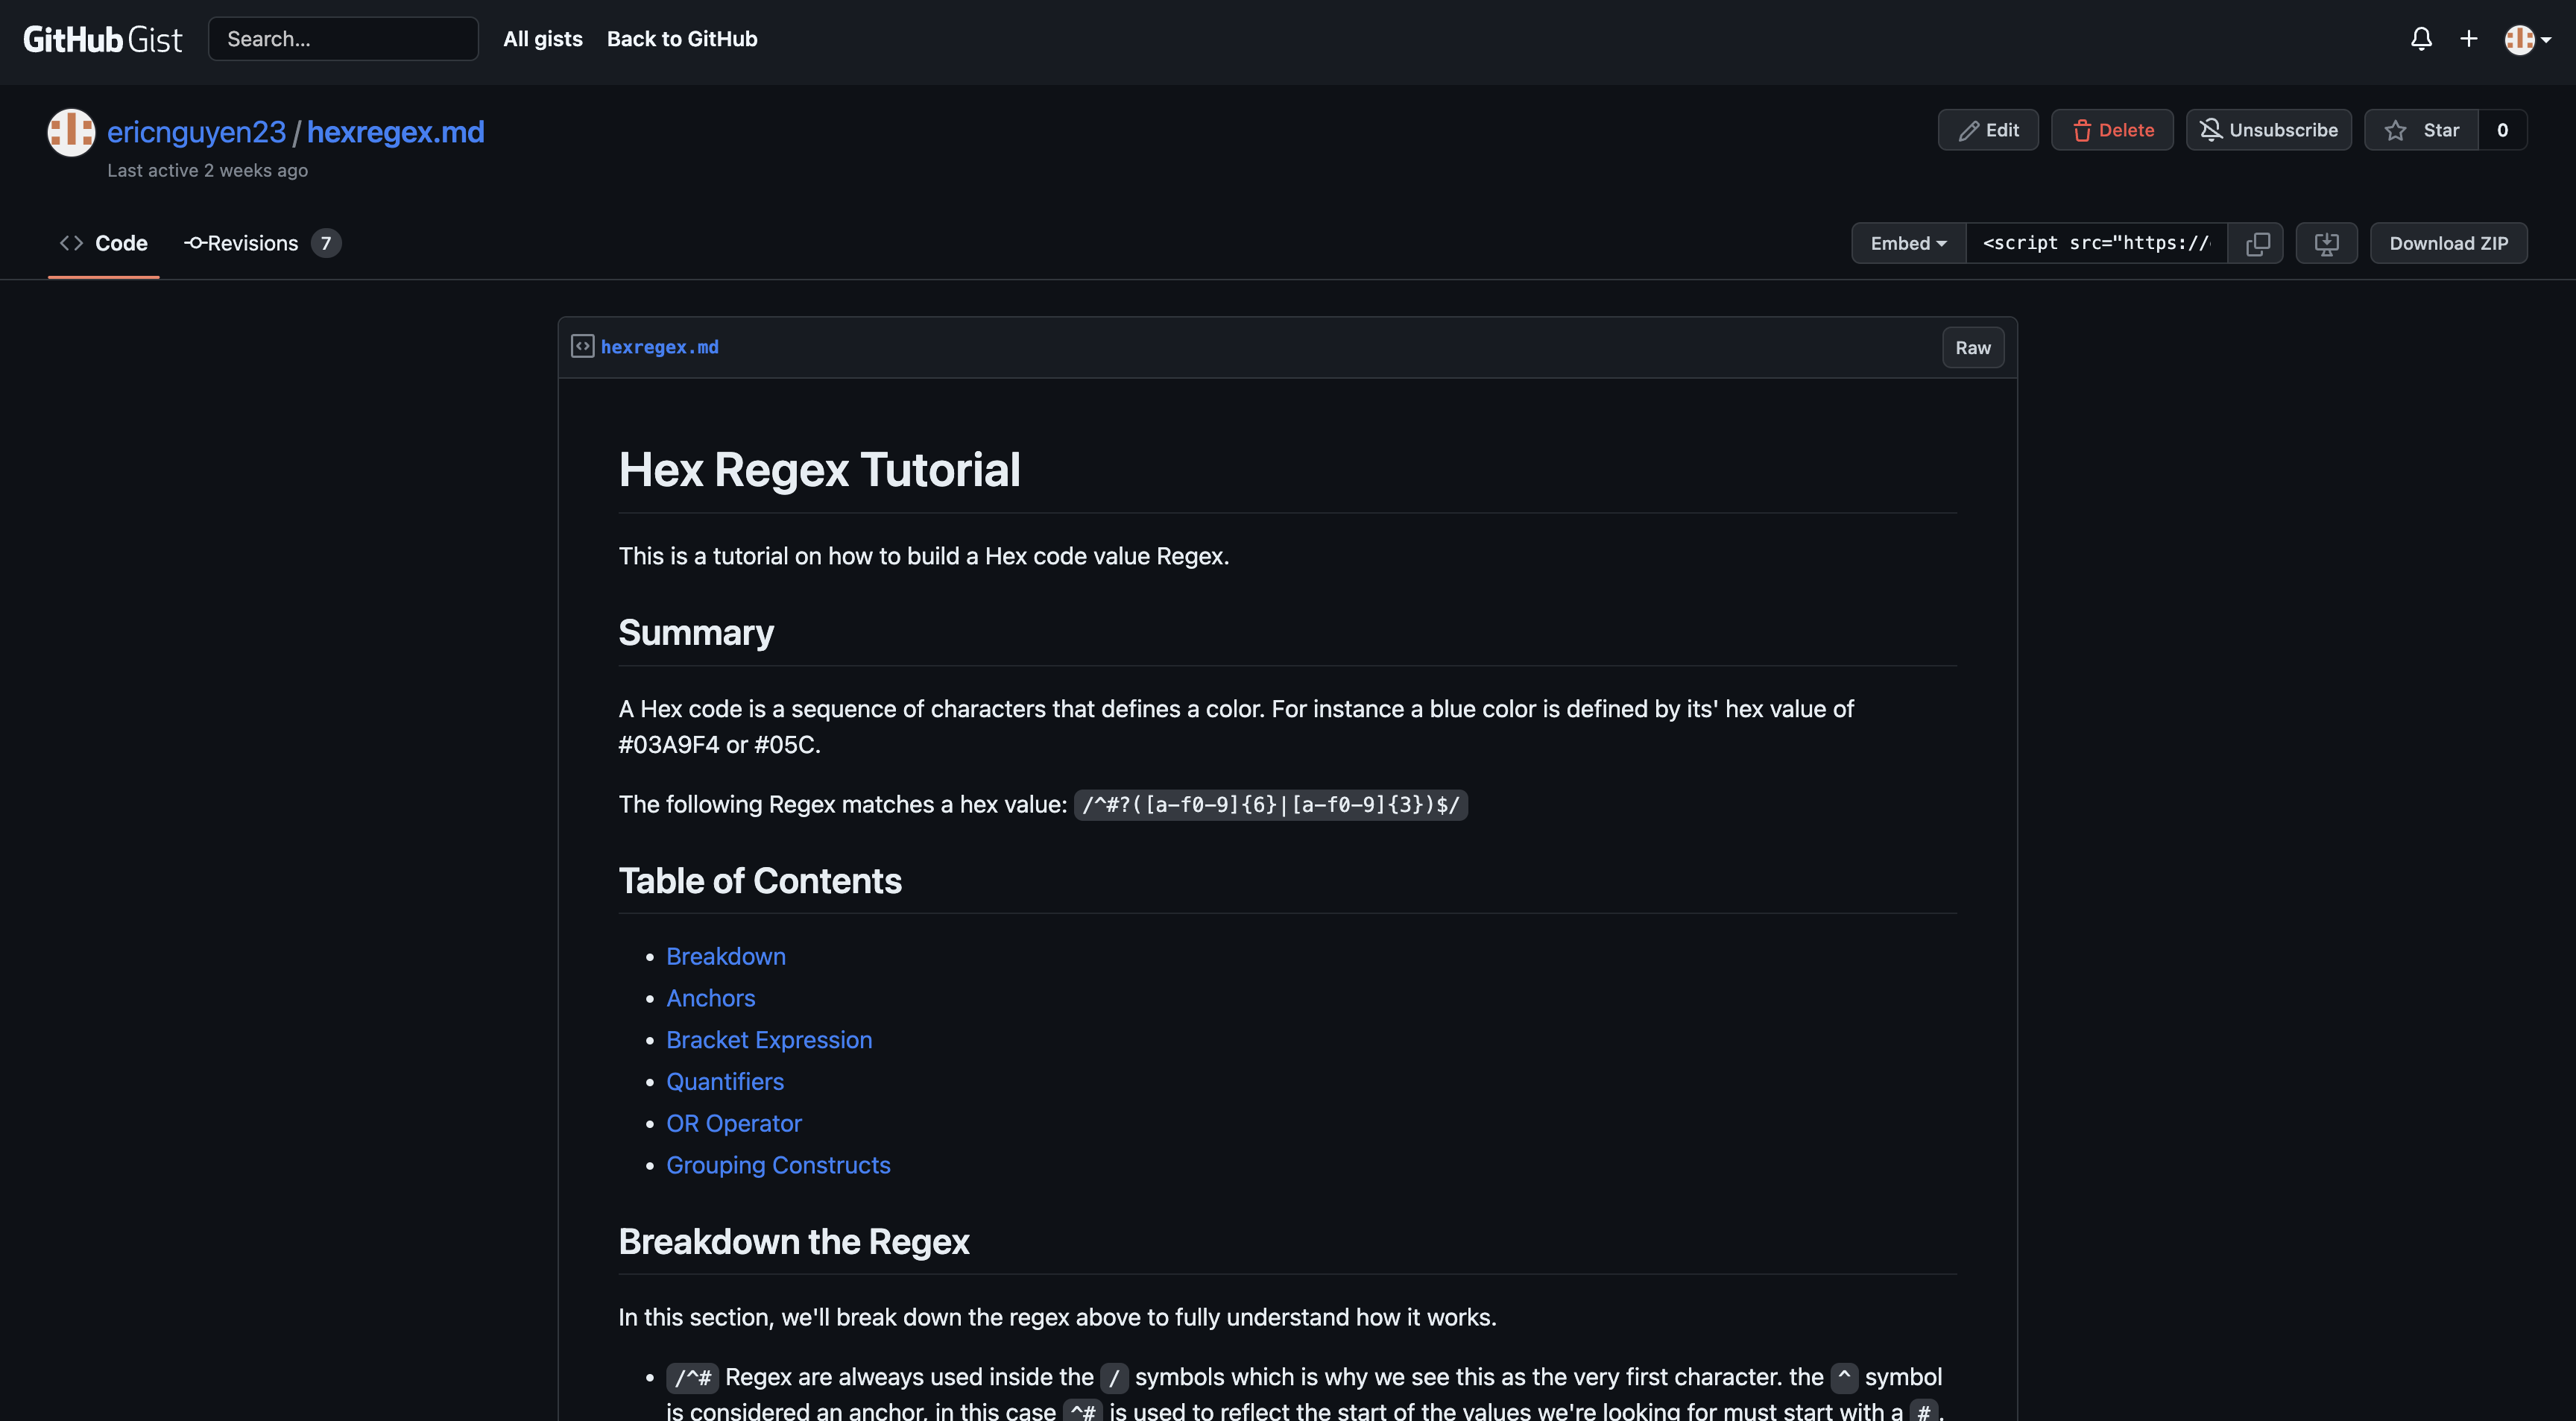 GitHub Gist Search... All gists Back to GitHub
ericnguyen23 / hexregex.md
Edit Delete Unsubscribe Star 0
Last active 2 weeks ago
Code Revisions 7
Embed <script src="https:// Download ZIP
hexregex.md Raw
Hex Regex Tutorial
This is a tutorial on how to build a Hex code value Regex.
Summary
A Hex code is a sequence of characters that defines a color. For instance a blue color is defined by its' hex value of
#03A9F4 or #05C.
The following Regex matches a hex value: /^#?([a-f0-9]{6}|[a-f0-9]{3})$/
Table of Contents
• Breakdown
• Anchors
• Bracket Expression
• Quantifiers
• OR Operator
• Grouping Constructs
Breakdown the Regex
In this section, we'll break down the regex above to fully understand how it works.
• /^# Regex are alweays used inside the / symbols which is why we see this as the very first character. the ^ symbol
is considered an anchor, in this case ^# is used to reflect the start of the values we're looking for must start with a #.